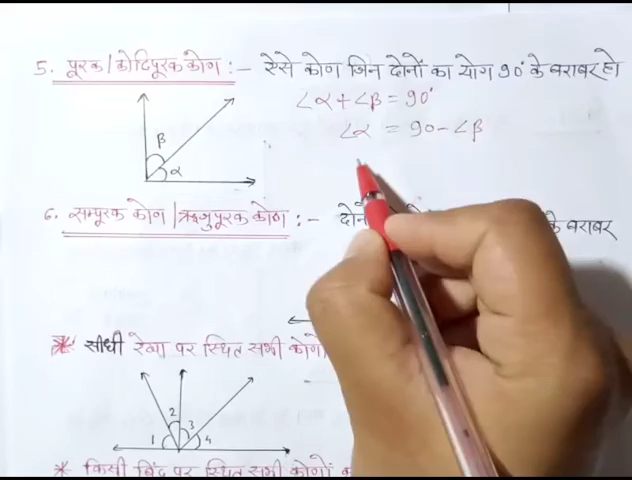 5. पूरक/कोटिपूरक कोण :- ऐसे कोण जिन दोनों का योग 90° के बराबर हो
∠α + ∠β = 90°
∠α = 90 - ∠β
β
α
6. सम्पूरक कोण/ऋजुपूरक कोण :- के बराबर
* सीधी रेखा पर स्थित सभी कोणों
1 2 3 4
* किसी बिंदु पर स्थित सभी कोणों